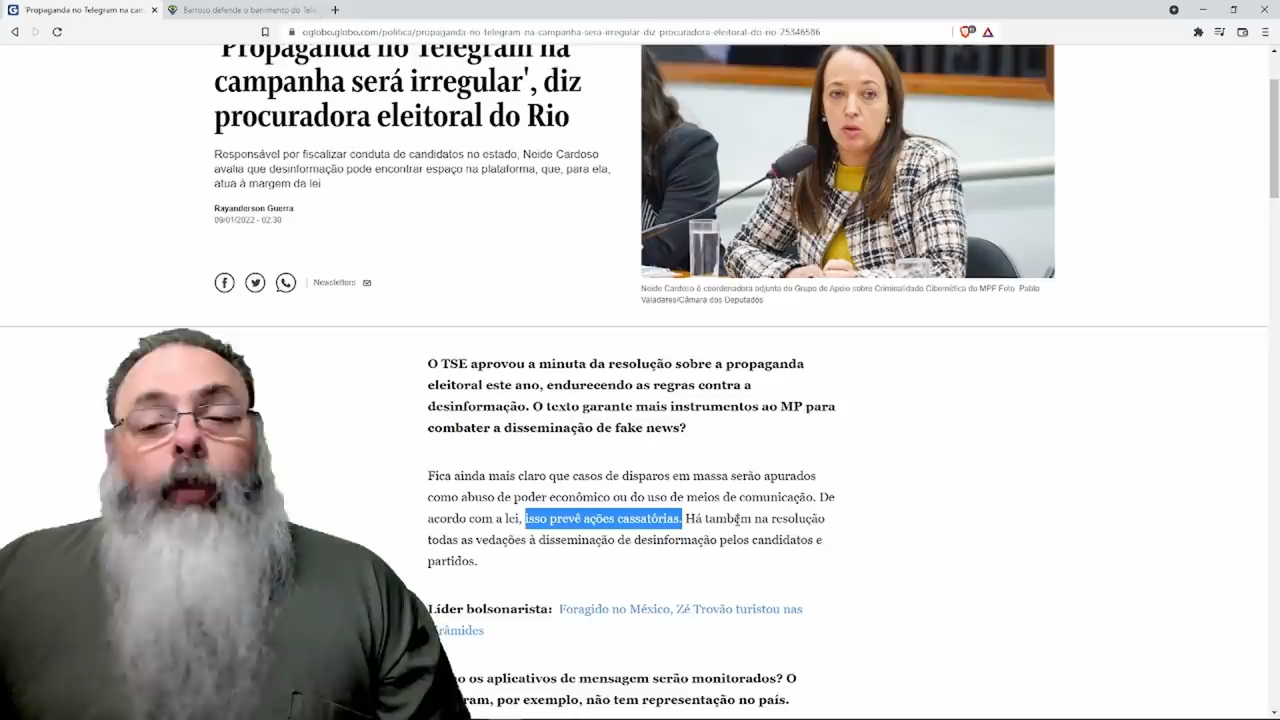 'Propaganda no Telegram na cam
Barroso defende o banimento do Tele
oglobo.globo.com/politica/propaganda-no-telegram-na-campanha-sera-irregular-diz-procuradora-eleitoral-do-rio-25346586
'Propaganda no Telegram na
campanha será irregular', diz
procuradora eleitoral do Rio
Responsável por fiscalizar conduta de candidatos no estado, Neide Cardoso
avalia que desinformação pode encontrar espaço na plataforma, que, para ela,
atua à margem da lei
Rayanderson Guerra
09/01/2022 - 02:30
Newsletters
Neide Cardoso é coordenadora adjunta do Grupo de Apoio sobre Criminalidade Cibernética do MPF Foto: Pablo
Valadares/Câmara dos Deputados
O TSE aprovou a minuta da resolução sobre a propaganda
eleitoral este ano, endurecendo as regras contra a
desinformação. O texto garante mais instrumentos ao MP para
combater a disseminação de fake news?
Fica ainda mais claro que casos de disparos em massa serão apurados
como abuso de poder econômico ou do uso de meios de comunicação. De
acordo com a lei, isso prevê ações cassatórias. Há também na resolução
todas as vedações à disseminação de desinformação pelos candidatos e
partidos.
Líder bolsonarista: Foragido no México, Zé Trovão turistou nas
râmides
o os aplicativos de mensagem serão monitorados? O
ram, por exemplo, não tem representação no país.